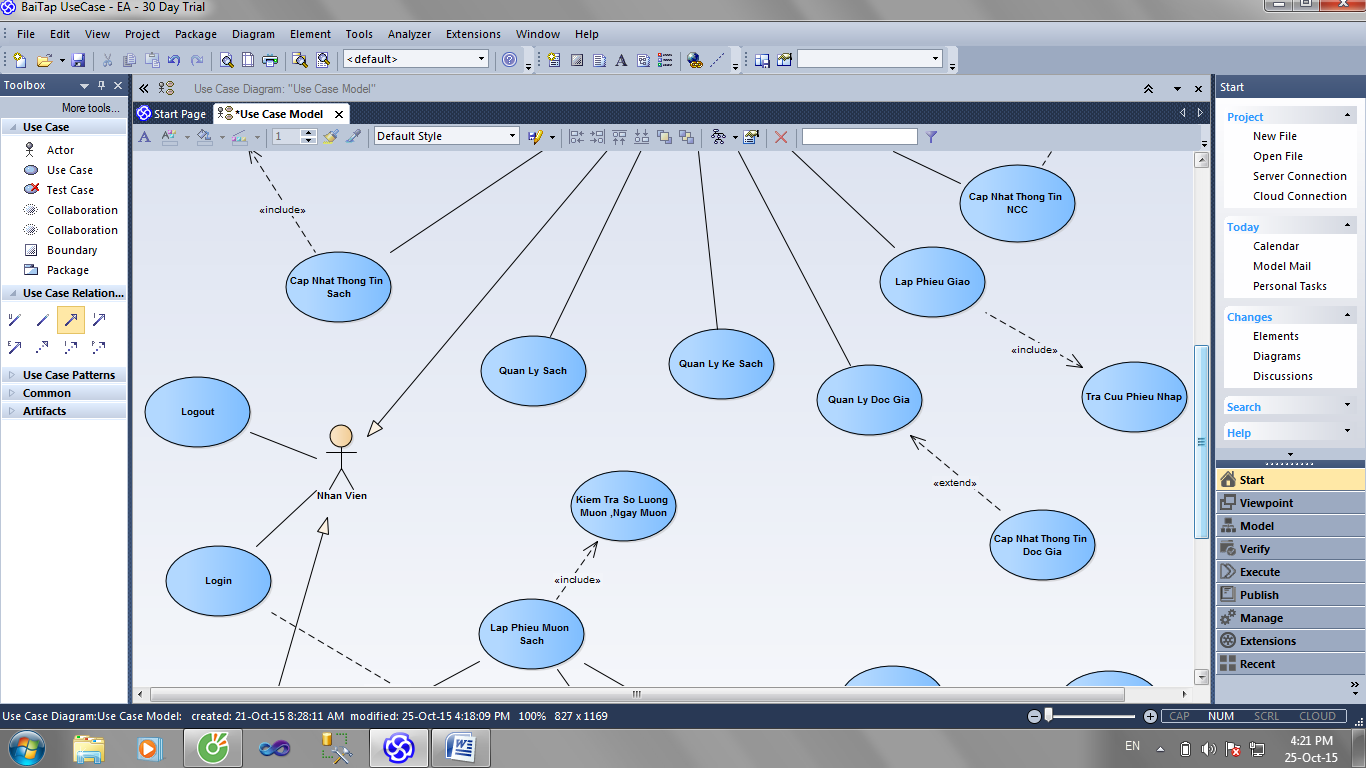 BaiTap UseCase - EA - 30 Day Trial
File Edit View Project Package Diagram Element Tools Analyzer Extensions Window Help
<default>
Toolbox
More tools...
Use Case
Actor
Use Case
Test Case
Collaboration
Collaboration
Boundary
Package
Use Case Relation...
Use Case Patterns
Common
Artifacts
Use Case Diagram: "Use Case Model"
Start Page *Use Case Model
1 Default Style
«include»
Cap Nhat Thong Tin
Sach
Cap Nhat Thong Tin
NCC
Lap Phieu Giao
«include»
Tra Cuu Phieu Nhap
Quan Ly Sach
Quan Ly Ke Sach
Quan Ly Doc Gia
«extend»
Cap Nhat Thong Tin
Doc Gia
Logout
Nhan Vien
Login
Kiem Tra So Luong
Muon ,Ngay Muon
«include»
Lap Phieu Muon
Sach
Start
Project
New File
Open File
Server Connection
Cloud Connection
Today
Calendar
Model Mail
Personal Tasks
Changes
Elements
Diagrams
Discussions
Search
Help
Start
Viewpoint
Model
Verify
Execute
Publish
Manage
Extensions
Recent
Use Case Diagram:Use Case Model: created: 21-Oct-15 8:28:11 AM modified: 25-Oct-15 4:18:09 PM 100% 827 x 1169
CAP NUM SCRL CLOUD
EN
4:21 PM
25-Oct-15